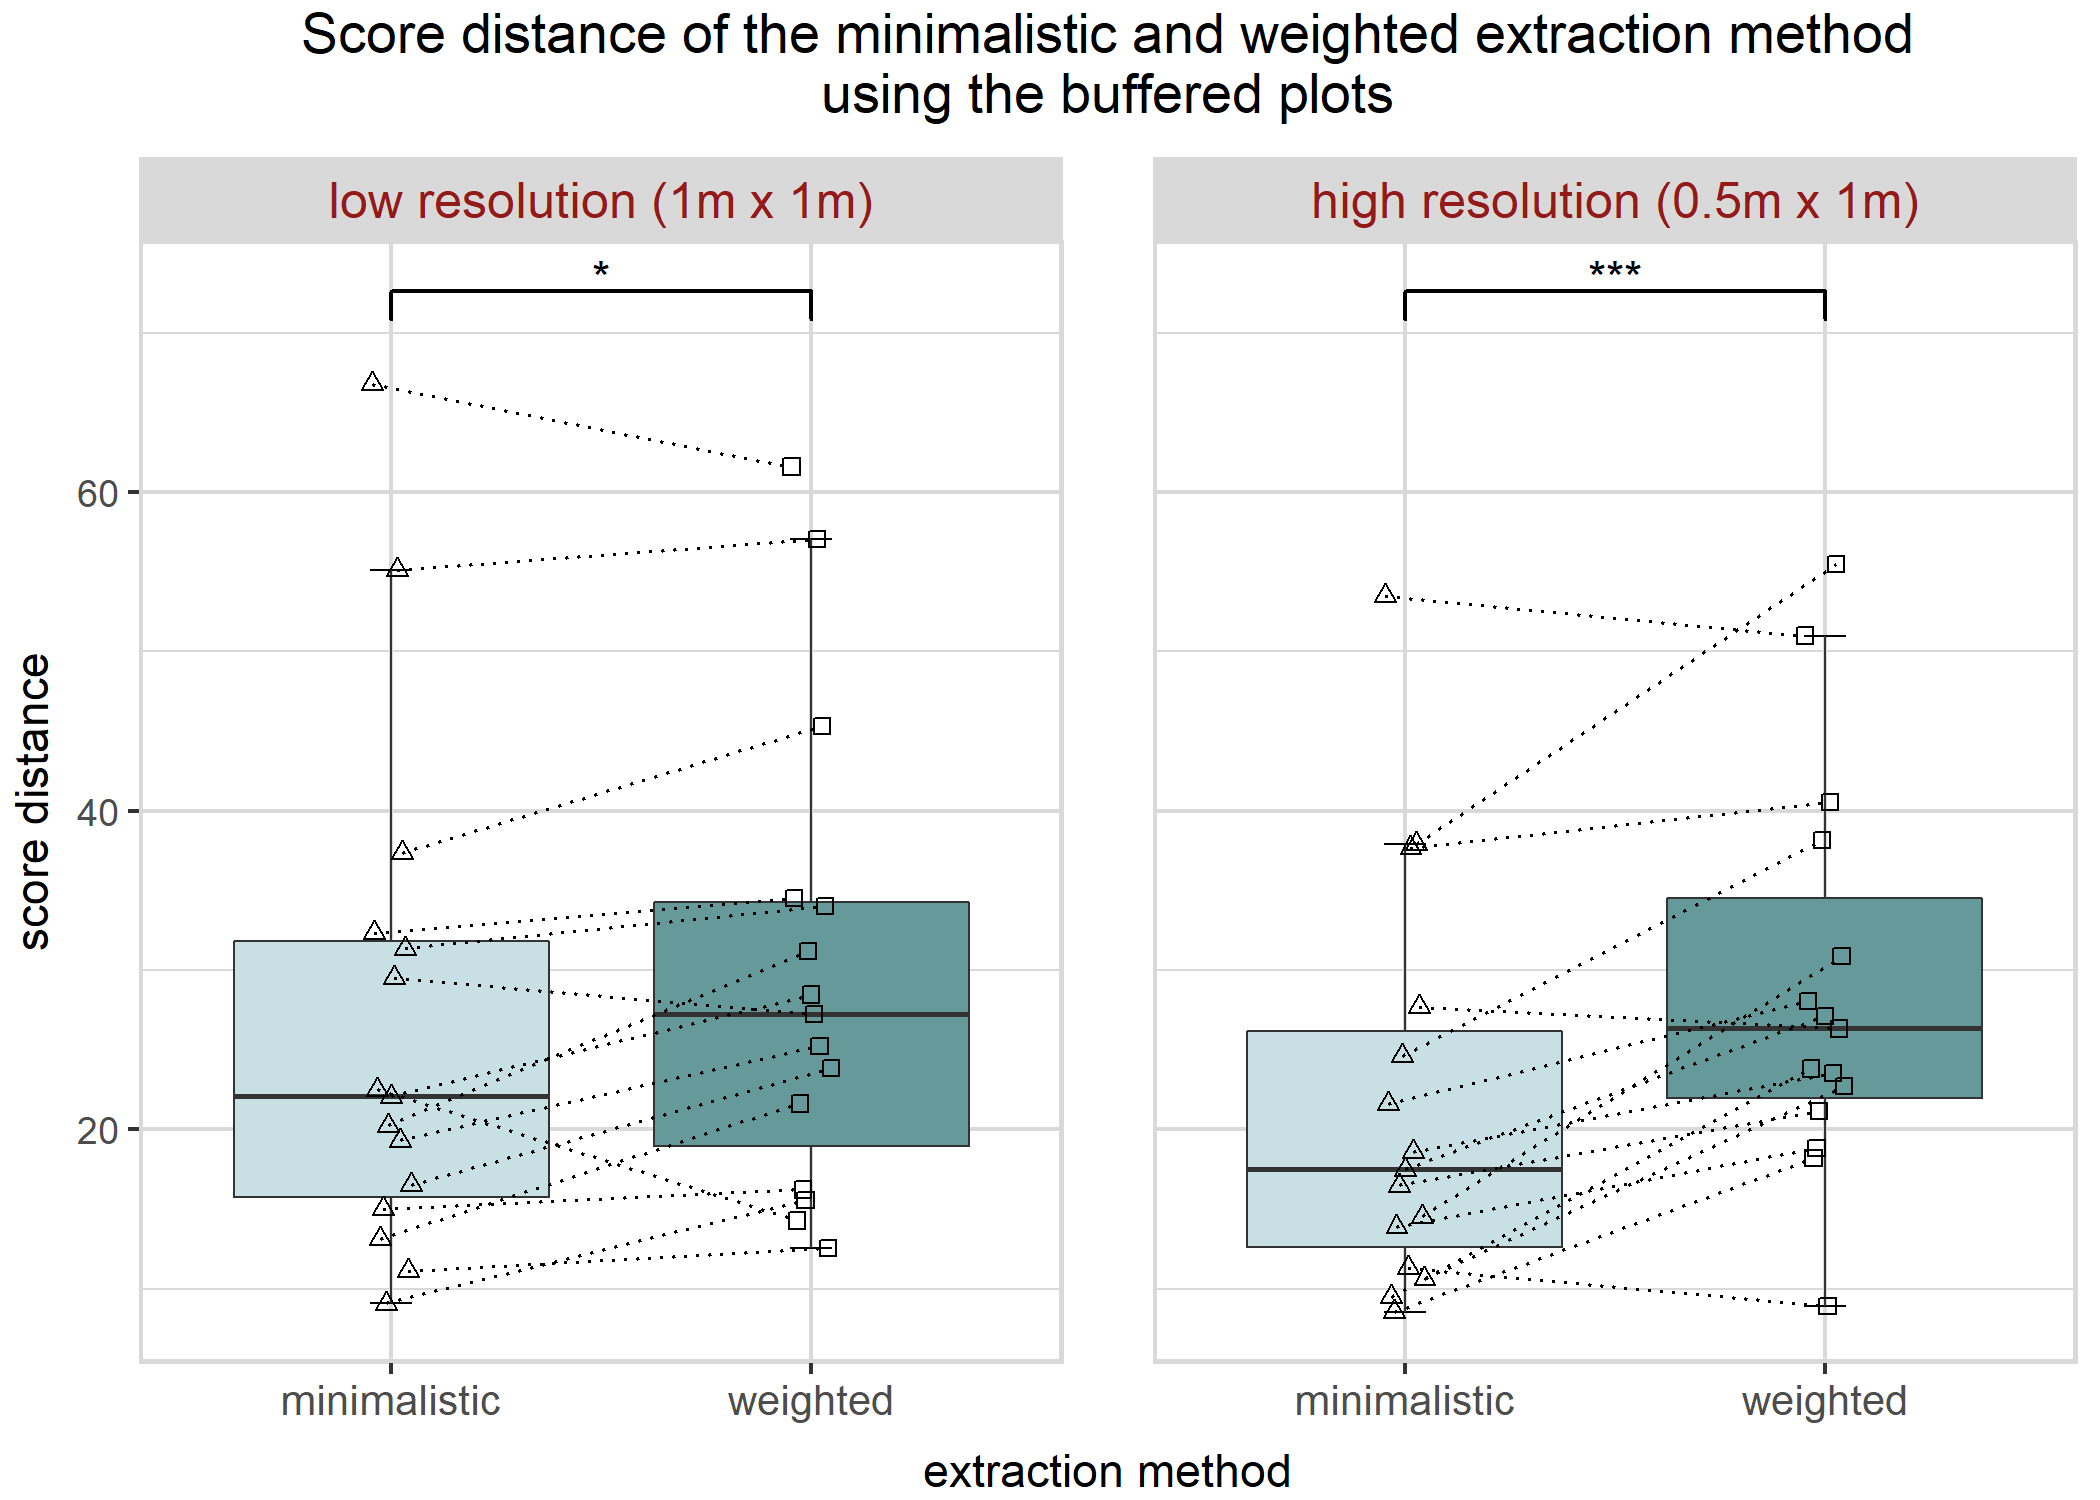 Score distance of the minimalistic and weighted extraction method
using the buffered plots
low resolution (1m x 1m)
high resolution (0.5m x 1m)
*
***
60
40
20
score distance
minimalistic
weighted
minimalistic
weighted
extraction method